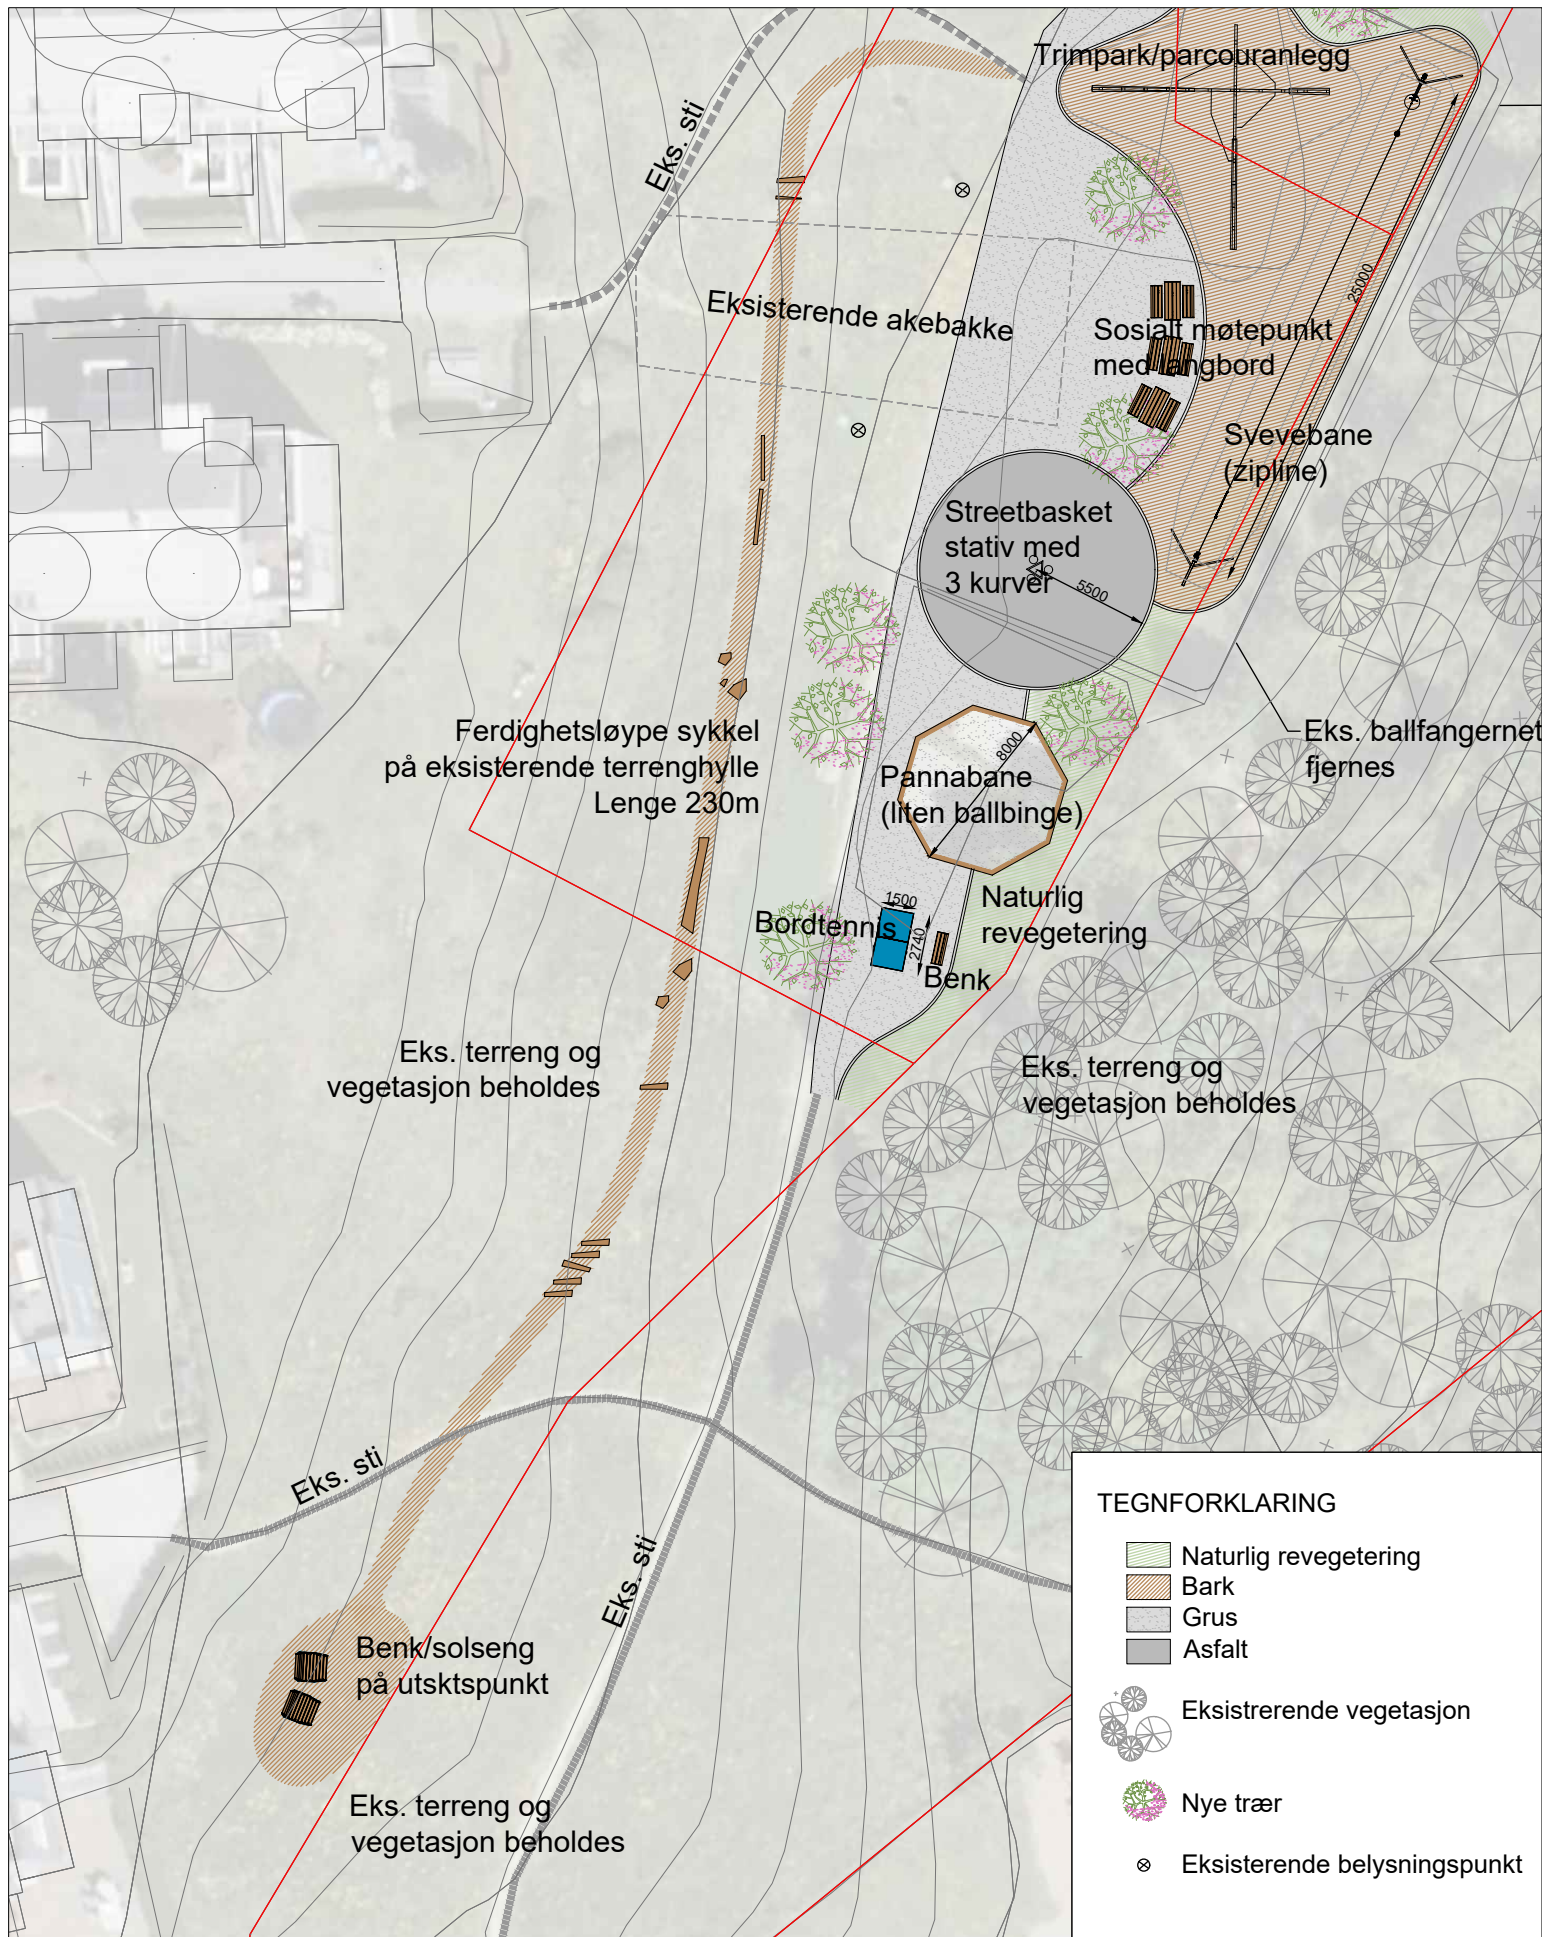 Trimpark/parcouranlegg
Eks. sti
25000
Eksisterende akebakke
Sosialt møtepunkt
med langbord
Svevebane
(zipline)
Streetbasket
stativ med
3 kurver
5500
Ferdighetsløype sykkel
på eksisterende terrenghylle
Lenge 230m
Eks. ballfangernet
fjernes
8000
Pannabane
(liten ballbinge)
1500
Bordtennis
2740
Benk
Naturlig
revegetering
Eks. terreng og
vegetasjon beholdes
Eks. terreng og
vegetasjon beholdes
Eks. sti
Eks. sti
Benk/solseng
på utsktspunkt
Eks. terreng og
vegetasjon beholdes
TEGNFORKLARING
Naturlig revegetering
Bark
Grus
Asfalt
Eksistrerende vegetasjon
Nye trær
Eksisterende belysningspunkt